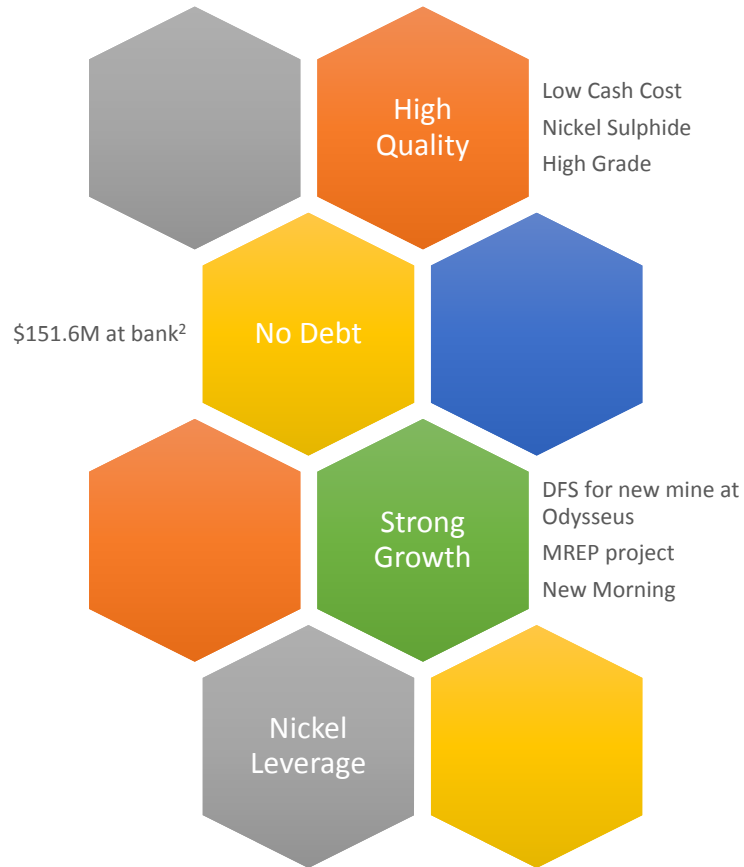 High
Quality
Low Cash Cost
Nickel Sulphide
High Grade
$151.6M at bank²
No Debt
Strong
Growth
DFS for new mine at
Odysseus
MREP project
New Morning
Nickel
Leverage